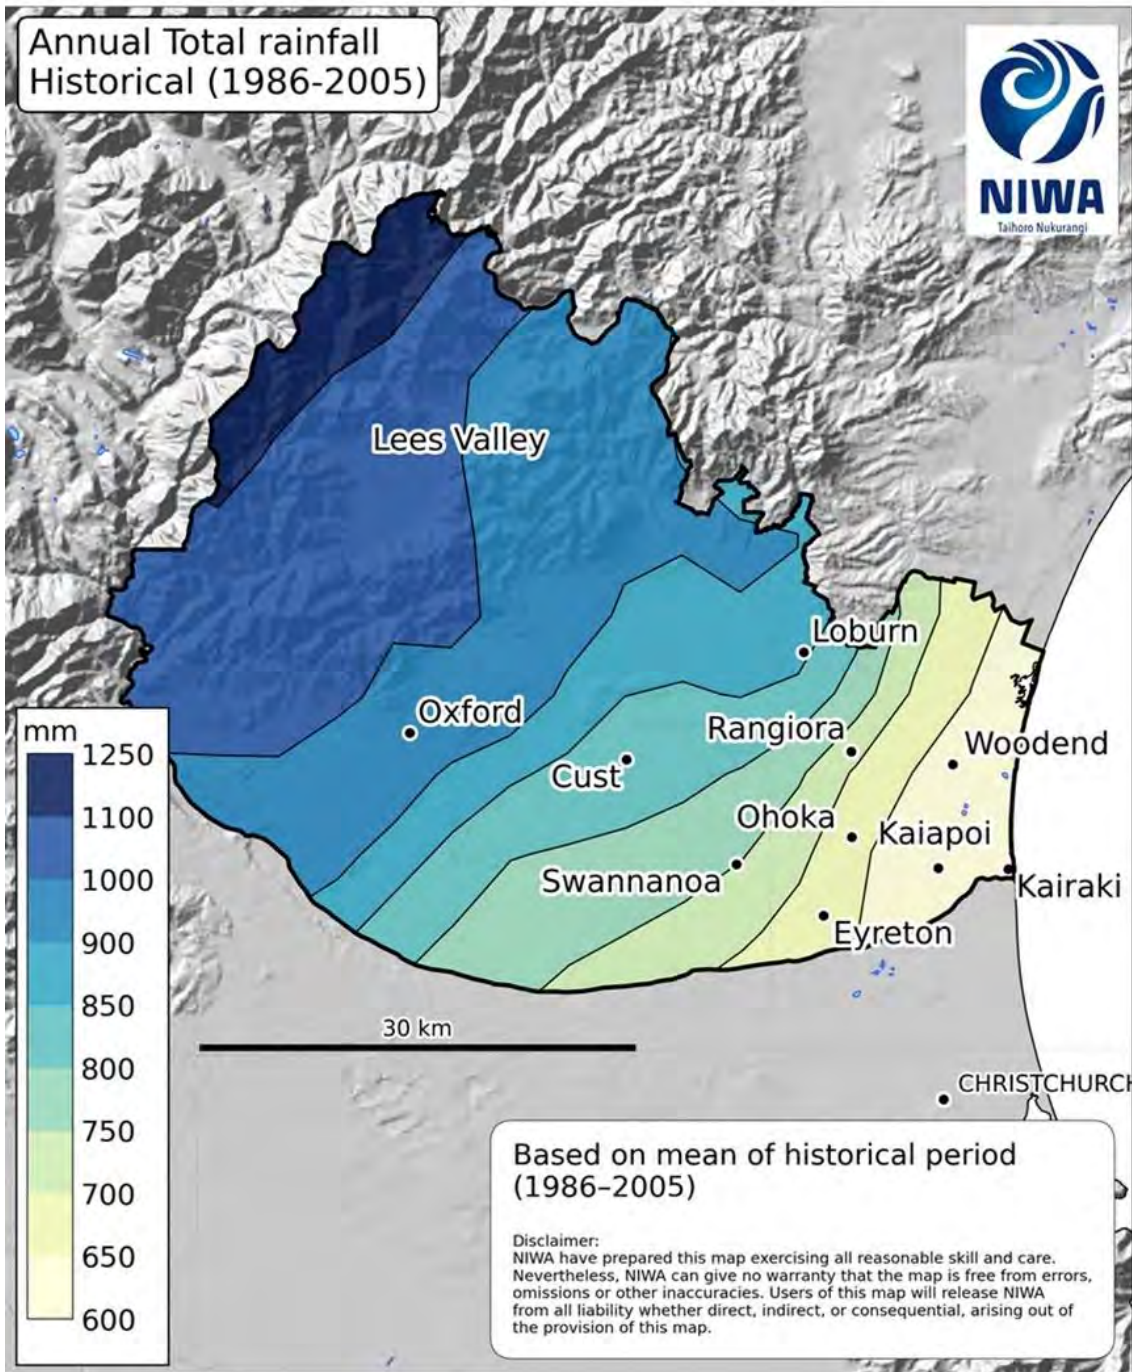 Annual Total rainfall
Historical (1986-2005)
NIWA
Taihoro Nukurangi
Lees Valley
Loburn
Oxford
Rangiora
Woodend
Cust
Ohoka
Kaiapoi
Swannanoa
Kairaki
Eyreton
mm
1250
1100
1000
900
850
800
750
700
650
600
30 km
CHRISTCHURCH
Based on mean of historical period
(1986–2005)
Disclaimer:
NIWA have prepared this map exercising all reasonable skill and care.
Nevertheless, NIWA can give no warranty that the map is free from errors,
omissions or other inaccuracies. Users of this map will release NIWA
from all liability whether direct, indirect, or consequential, arising out of
the provision of this map.